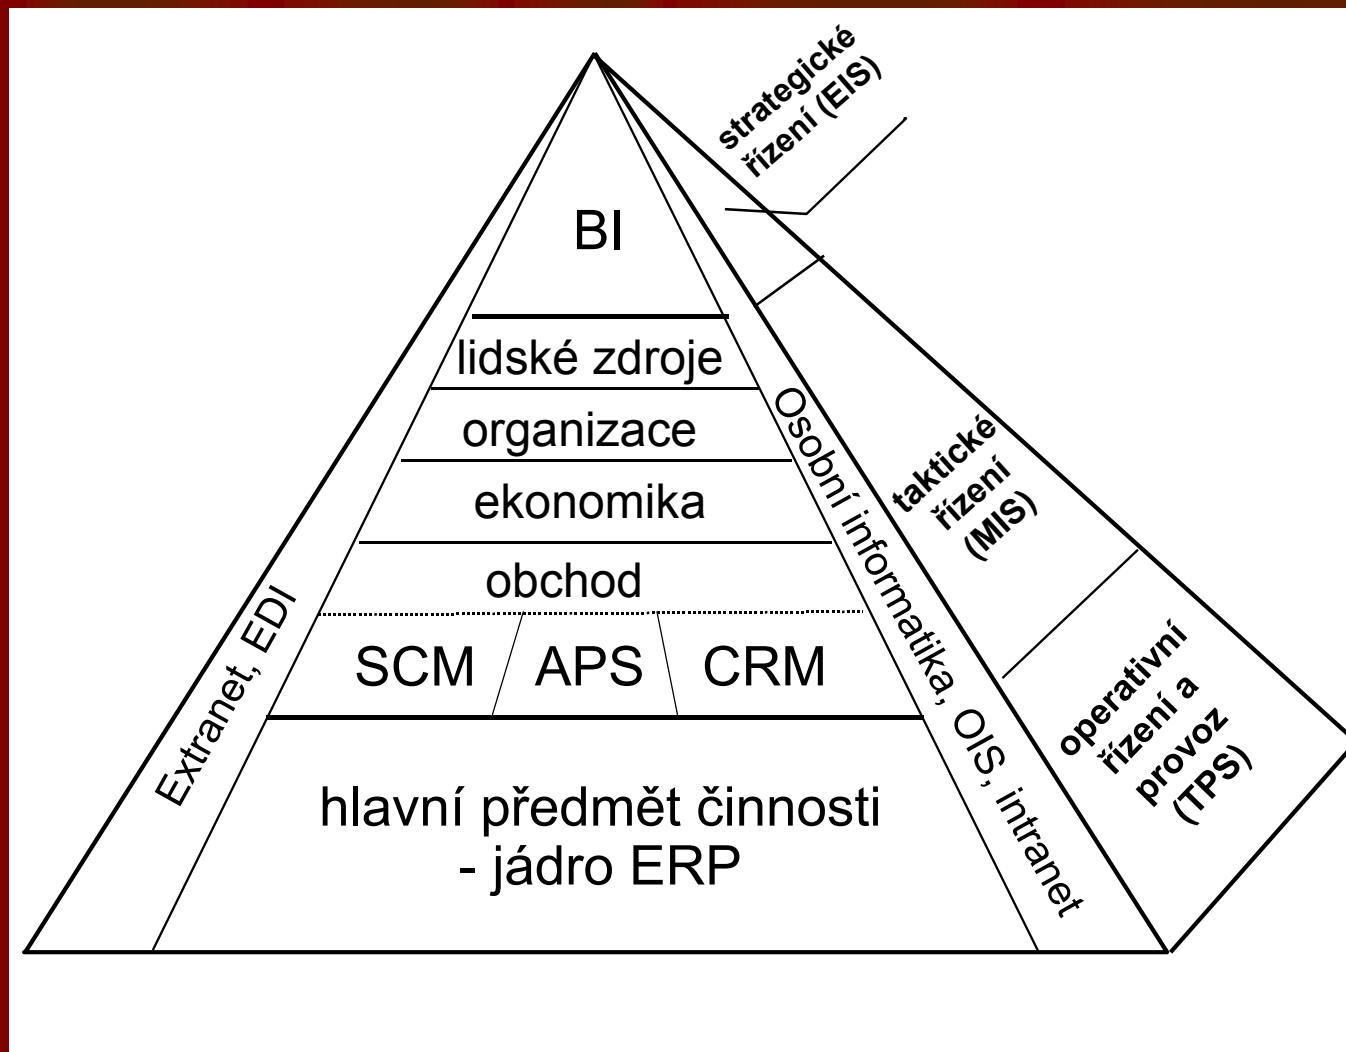 strategické
řízení (EIS)
BI
lidské zdroje
organizace
ekonomika
obchod
SCM
APS
CRM
hlavní předmět činnosti
- jádro ERP
Extranet, EDI
Osobní informatika, OIS, intranet
taktické
řízení
(MIS)
operativní
řízení a
provoz
(TPS)